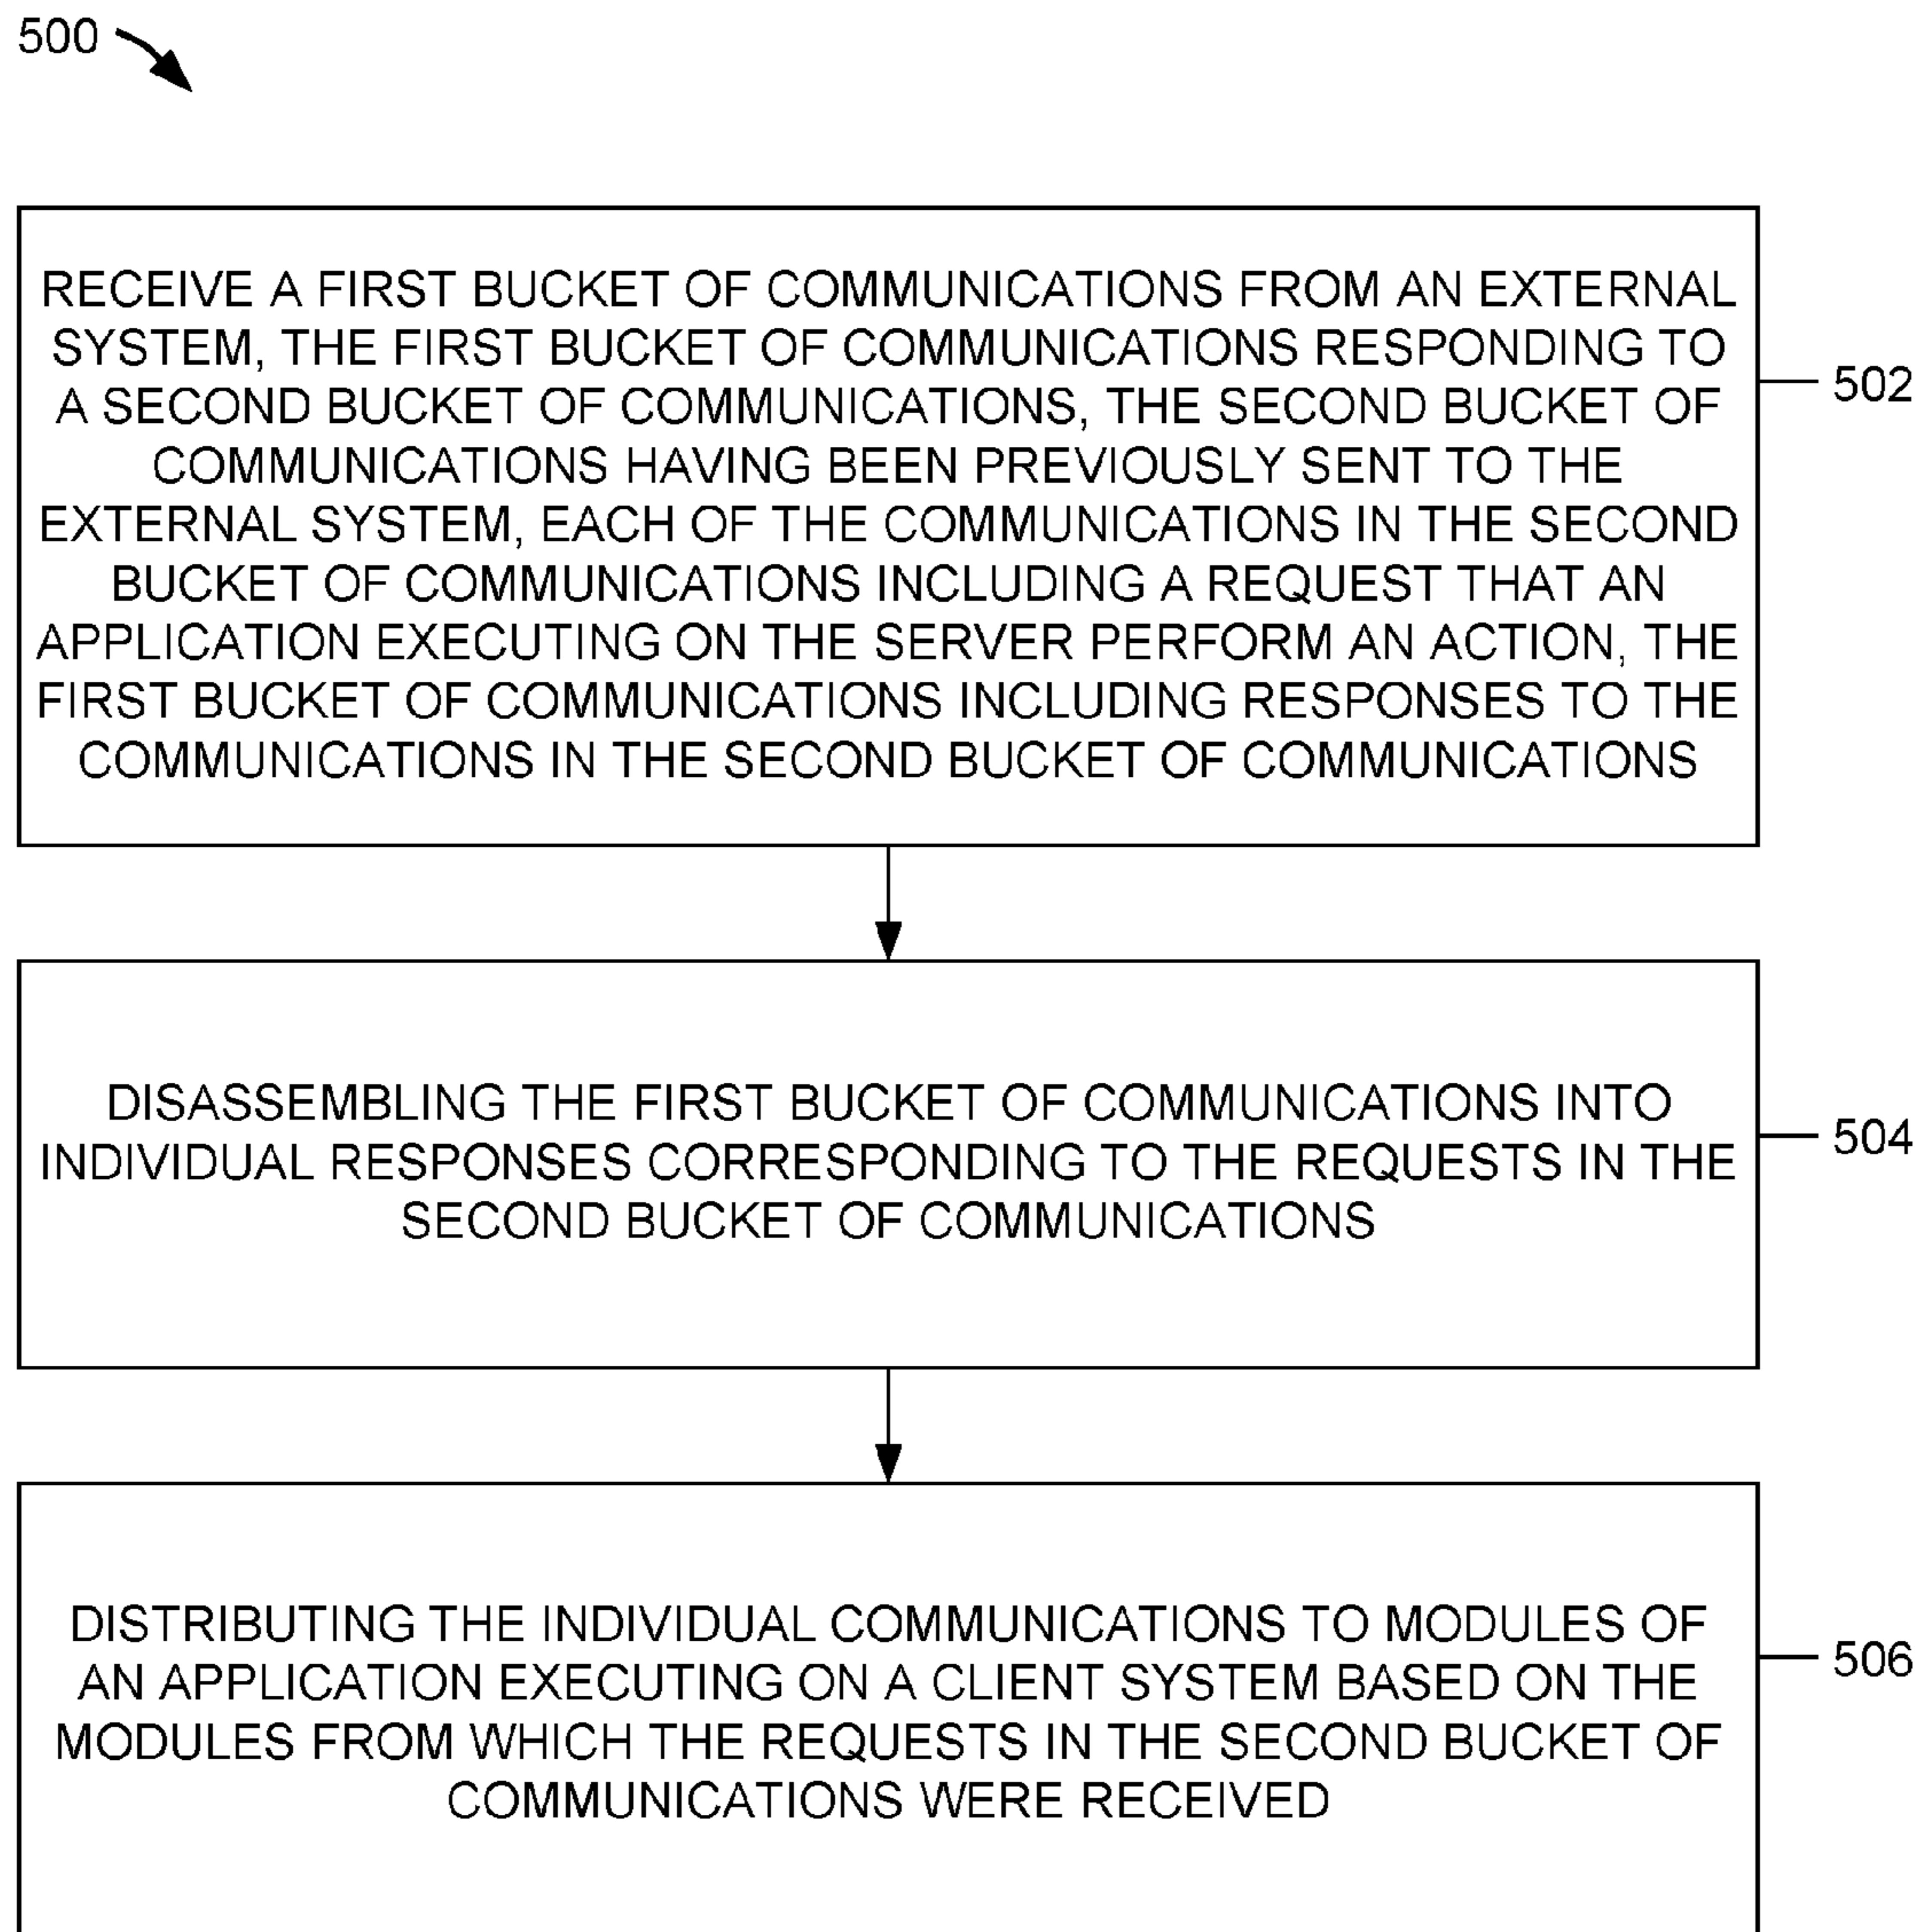 500
RECEIVE A FIRST BUCKET OF COMMUNICATIONS FROM AN EXTERNAL
SYSTEM, THE FIRST BUCKET OF COMMUNICATIONS RESPONDING TO
A SECOND BUCKET OF COMMUNICATIONS, THE SECOND BUCKET OF
COMMUNICATIONS HAVING BEEN PREVIOUSLY SENT TO THE
EXTERNAL SYSTEM, EACH OF THE COMMUNICATIONS IN THE SECOND
BUCKET OF COMMUNICATIONS INCLUDING A REQUEST THAT AN
APPLICATION EXECUTING ON THE SERVER PERFORM AN ACTION, THE
FIRST BUCKET OF COMMUNICATIONS INCLUDING RESPONSES TO THE
COMMUNICATIONS IN THE SECOND BUCKET OF COMMUNICATIONS
502
DISASSEMBLING THE FIRST BUCKET OF COMMUNICATIONS INTO
INDIVIDUAL RESPONSES CORRESPONDING TO THE REQUESTS IN THE
SECOND BUCKET OF COMMUNICATIONS
504
DISTRIBUTING THE INDIVIDUAL COMMUNICATIONS TO MODULES OF
AN APPLICATION EXECUTING ON A CLIENT SYSTEM BASED ON THE
MODULES FROM WHICH THE REQUESTS IN THE SECOND BUCKET OF
COMMUNICATIONS WERE RECEIVED
506